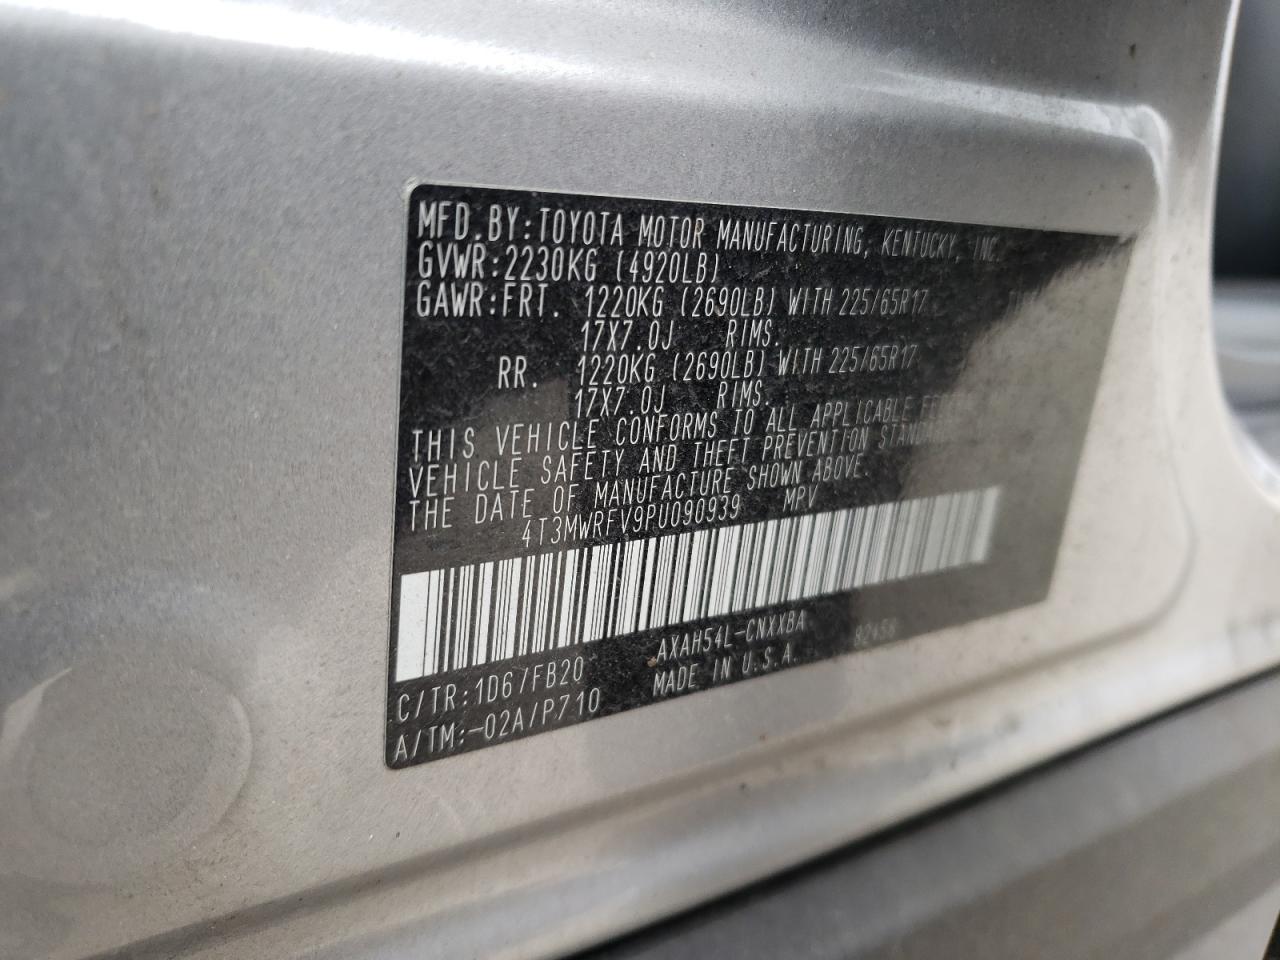 MFD.BY:TOYOTA MOTOR MANUFACTURING, KENTUCKY, INC.
GVWR:2230KG (4920LB)
GAWR:FRT. 1220KG (2690LB) WITH 225/65R17
17X7.0J RIMS.
RR. 1220KG (2690LB) WITH 225/65R17
17X7.0J RIMS.
THIS VEHICLE CONFORMS TO ALL APPLICABLE
VEHICLE SAFETY AND THEFT PREVENTION
THE DATE OF MANUFACTURE SHOWN ABOVE.
4T3MWRFV9PU090939 MPV
C/TR:1D6/FB20 AXAH54L-CNXXBA
A/TM:-02A/P710 MADE IN U.S.A. 82458